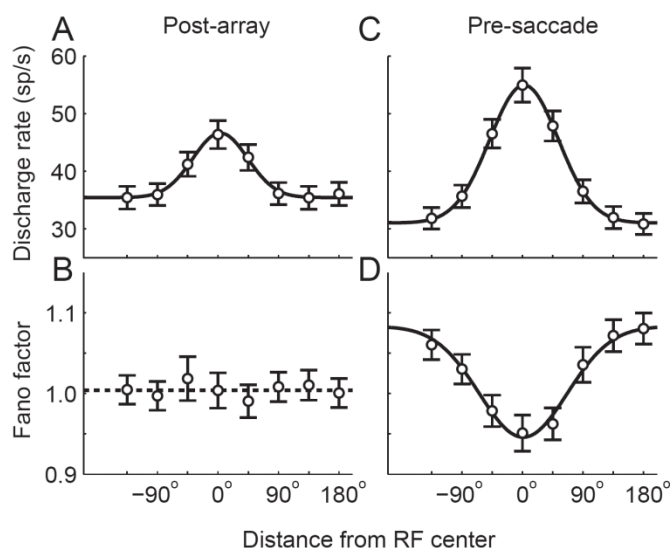 A Post-array C Pre-saccade
Discharge rate (sp/s)
60
50
40
30
B D
Fano factor
1.1
1.0
0.9
−90° 0° 90° 180° −90° 0° 90° 180°
Distance from RF center